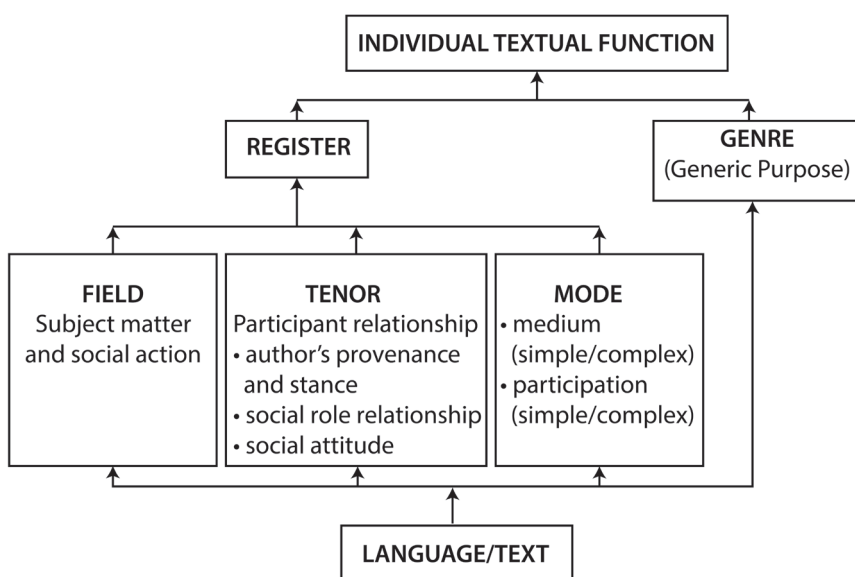 INDIVIDUAL TEXTUAL FUNCTION
REGISTER
GENRE
(Generic Purpose)
FIELD
Subject matter
and social action
TENOR
Participant relationship
• author’s provenance
and stance
• social role relationship
• social attitude
MODE
• medium
(simple/complex)
• participation
(simple/complex)
LANGUAGE/TEXT